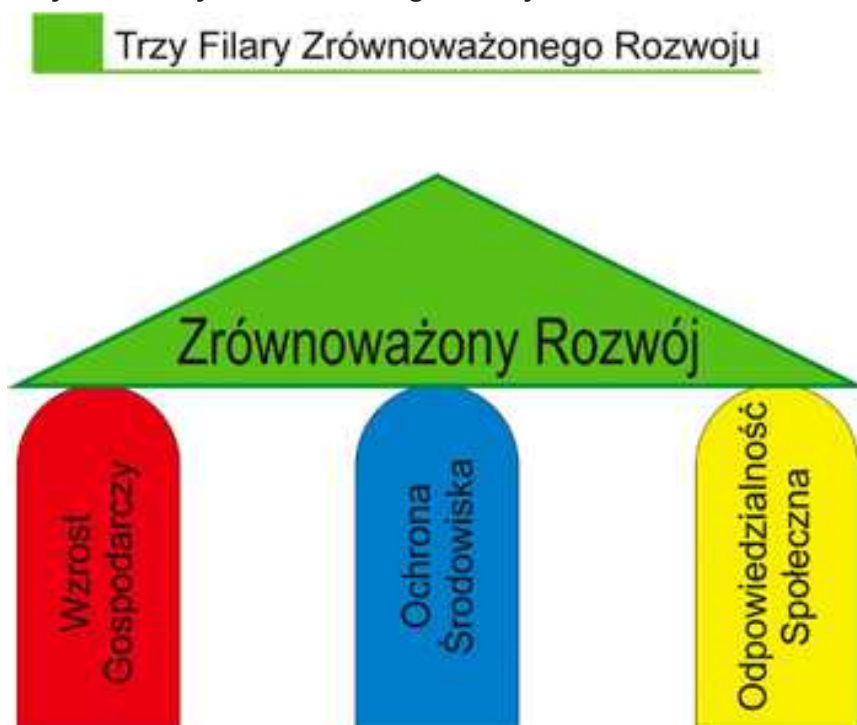 Trzy Filary Zrównoważonego Rozwoju
Zrównoważony Rozwój
Wzrost
Gospodarczy
Ochrona
Środowiska
Odpowiedzialność
Społeczna